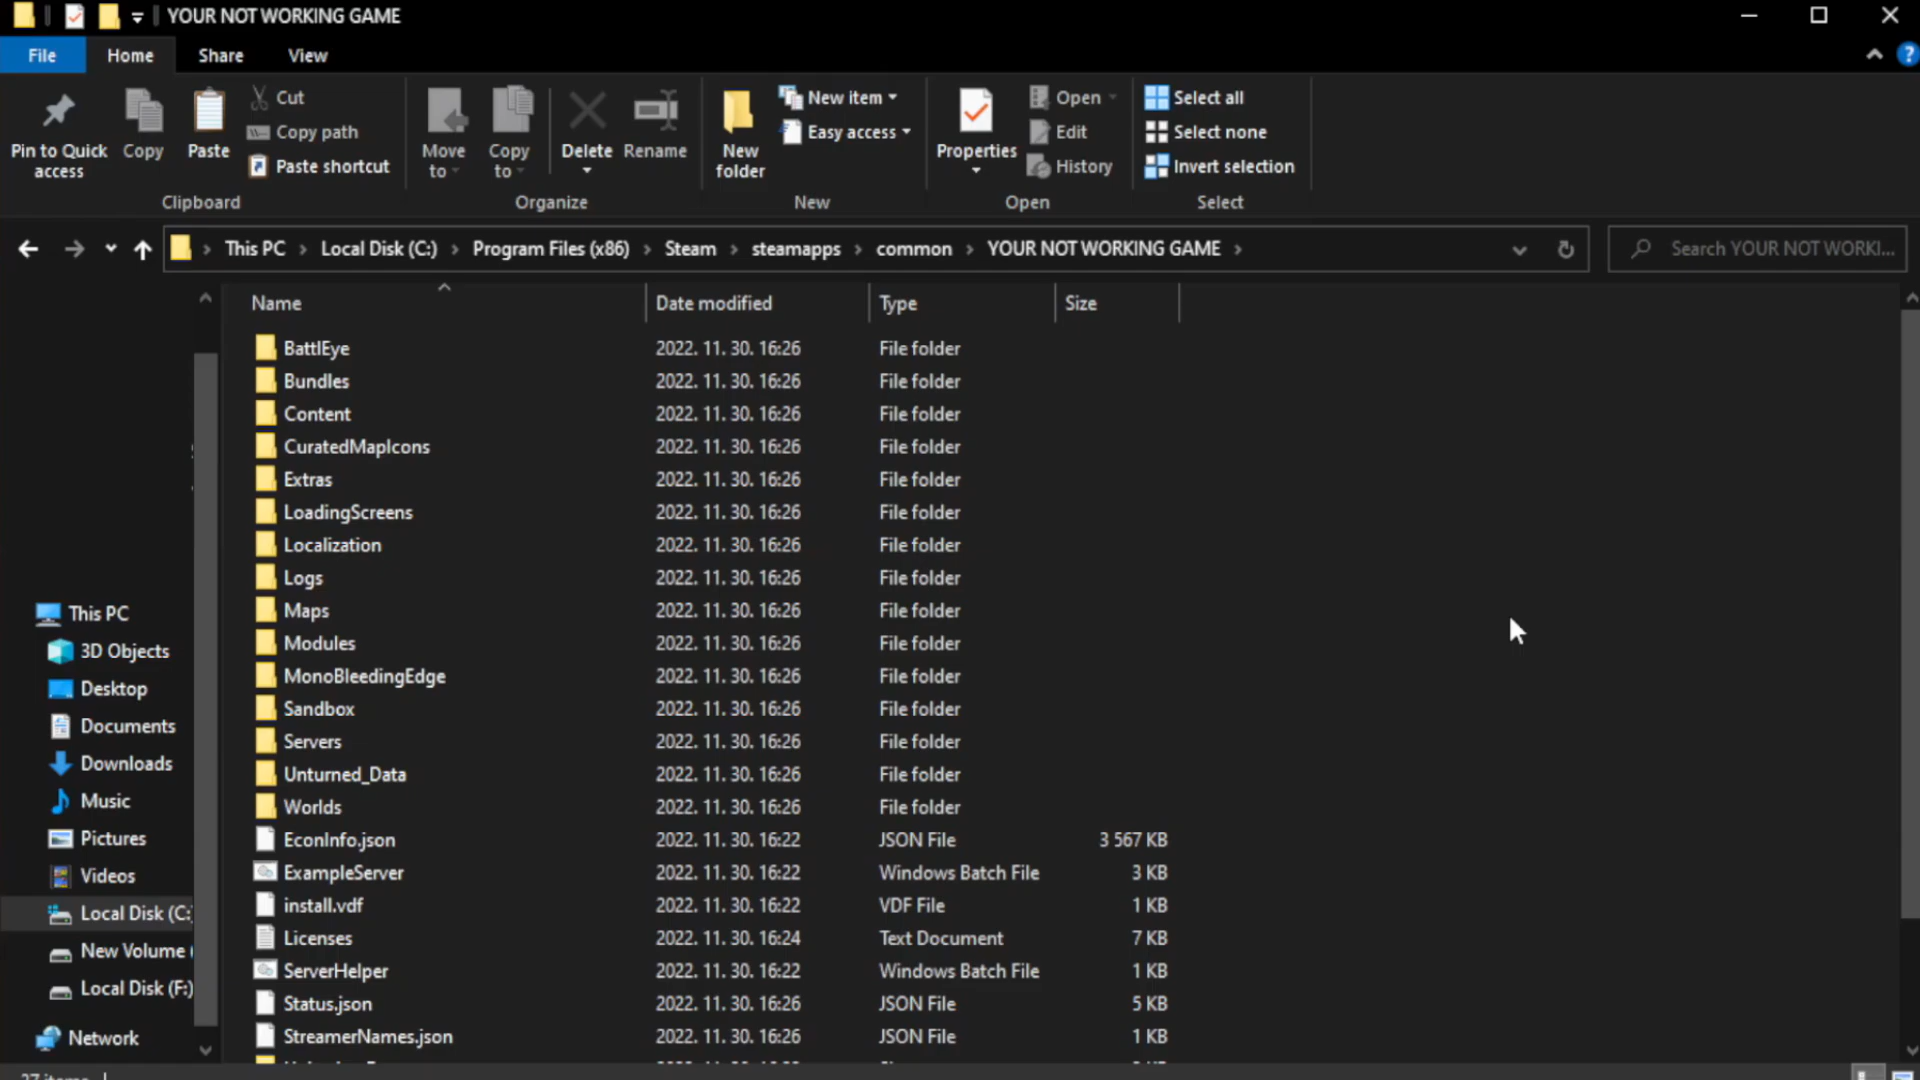 YOUR NOT WORKING GAME
File Home Share View
Pin to Quick access
Copy
Paste
Cut
Copy path
Paste shortcut
Clipboard
Move to
Copy to
Delete
Rename
Organize
New folder
New item
Easy access
New
Properties
Open
Edit
History
Open
Select all
Select none
Invert selection
Select
This PC > Local Disk (C:) > Program Files (x86) > Steam > steamapps > common > YOUR NOT WORKING GAME >
Search YOUR NOT WORKI...
This PC
3D Objects
Desktop
Documents
Downloads
Music
Pictures
Videos
Local Disk (C:
New Volume (
Local Disk (F:)
Network
Name Date modified Type Size
BattlEye 2022. 11. 30. 16:26 File folder
Bundles 2022. 11. 30. 16:26 File folder
Content 2022. 11. 30. 16:26 File folder
CuratedMapIcons 2022. 11. 30. 16:26 File folder
Extras 2022. 11. 30. 16:26 File folder
LoadingScreens 2022. 11. 30. 16:26 File folder
Localization 2022. 11. 30. 16:26 File folder
Logs 2022. 11. 30. 16:26 File folder
Maps 2022. 11. 30. 16:26 File folder
Modules 2022. 11. 30. 16:26 File folder
MonoBleedingEdge 2022. 11. 30. 16:26 File folder
Sandbox 2022. 11. 30. 16:26 File folder
Servers 2022. 11. 30. 16:26 File folder
Unturned_Data 2022. 11. 30. 16:26 File folder
Worlds 2022. 11. 30. 16:26 File folder
EconInfo.json 2022. 11. 30. 16:22 JSON File 3 567 KB
ExampleServer 2022. 11. 30. 16:22 Windows Batch File 3 KB
install.vdf 2022. 11. 30. 16:22 VDF File 1 KB
Licenses 2022. 11. 30. 16:24 Text Document 7 KB
ServerHelper 2022. 11. 30. 16:22 Windows Batch File 1 KB
Status.json 2022. 11. 30. 16:26 JSON File 5 KB
StreamerNames.json 2022. 11. 30. 16:26 JSON File 1 KB